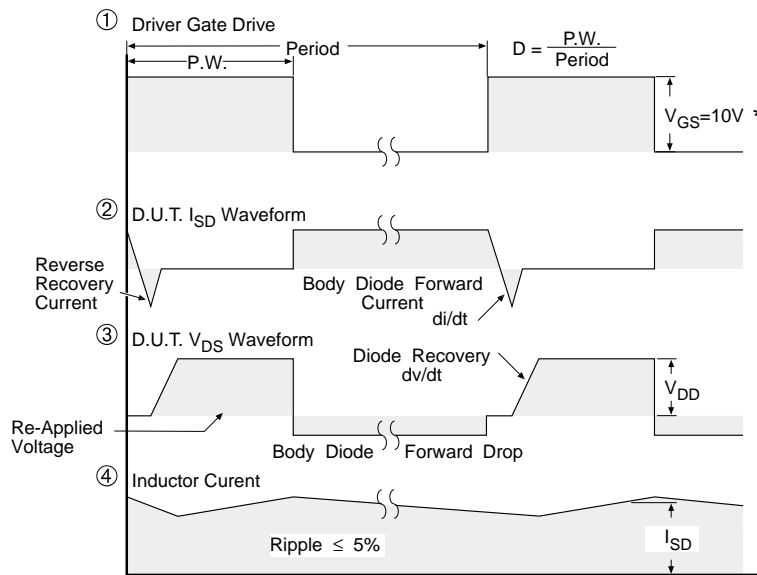 ① Driver Gate Drive
Period
P.W.
D = P.W. / Period
V_GS=10V *
② D.U.T. I_SD Waveform
Reverse
Recovery
Current
Body Diode Forward
Current
di/dt
③ D.U.T. V_DS Waveform
Diode Recovery
dv/dt
V_DD
Re-Applied
Voltage
Body Diode Forward Drop
④ Inductor Curent
Ripple ≤ 5%
I_SD